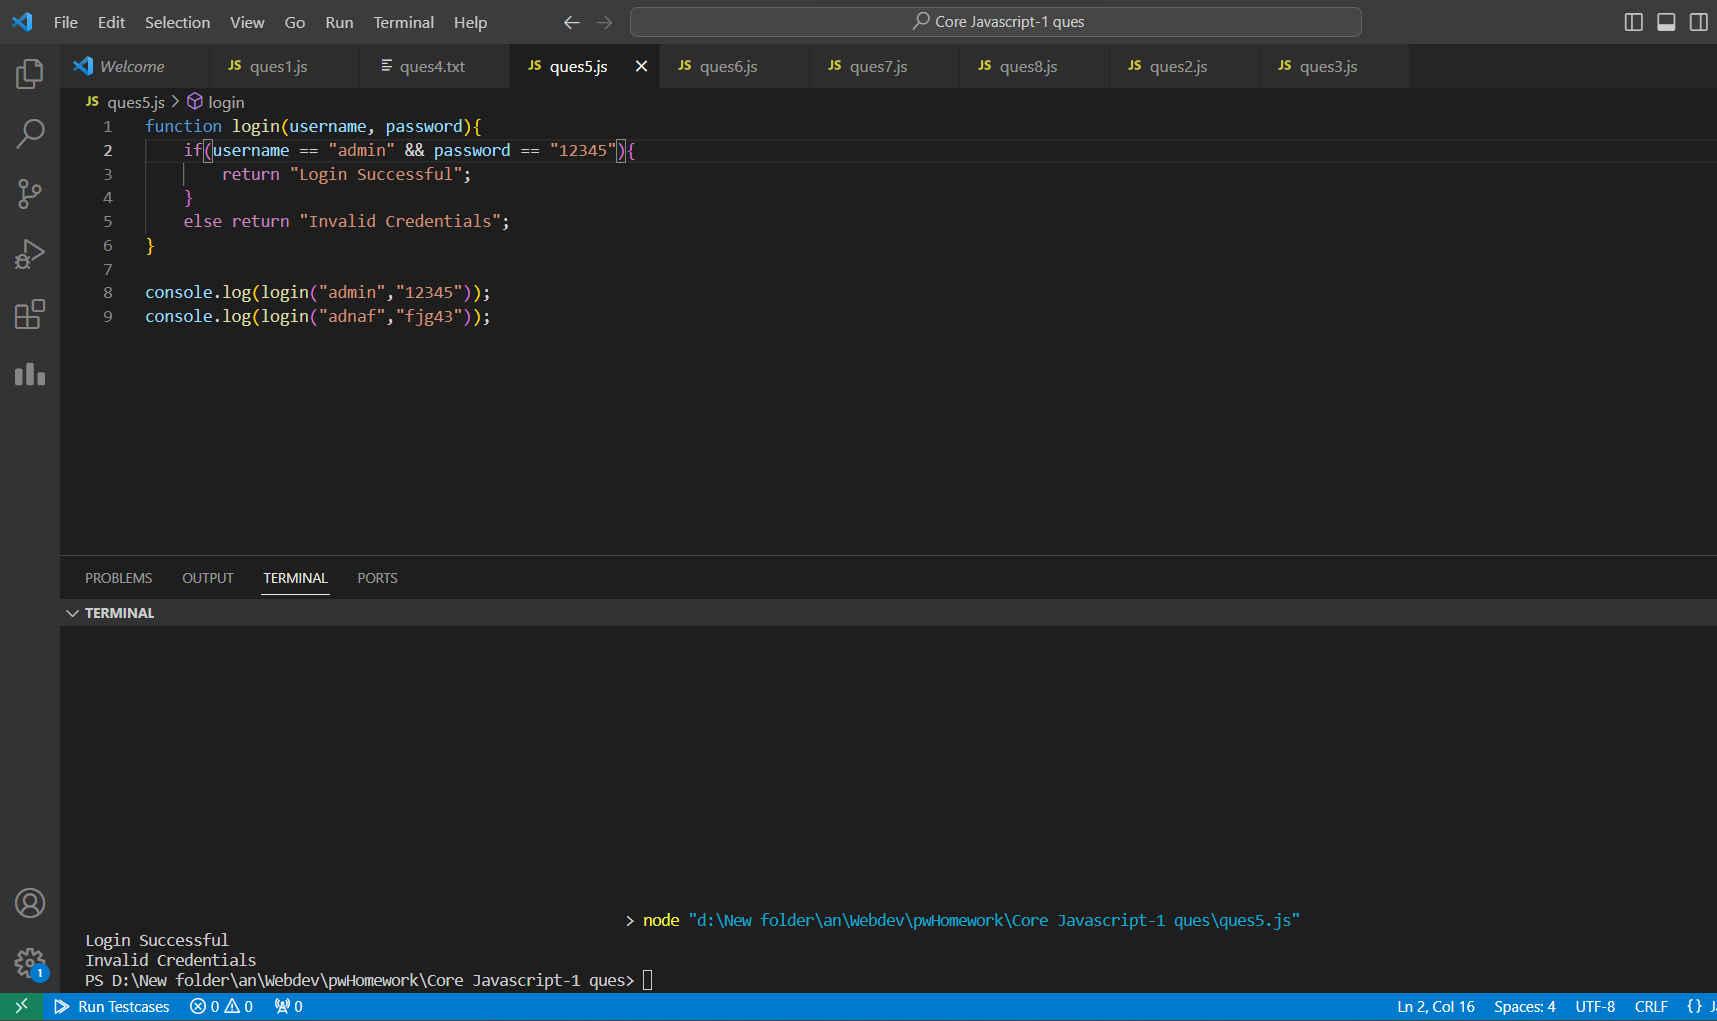 File Edit Selection View Go Run Terminal Help Core Javascript-1 ques
Welcome JS ques1.js ques4.txt JS ques5.js JS ques6.js JS ques7.js JS ques8.js JS ques2.js JS ques3.js
JS ques5.js > login
1 function login(username, password){
2 if(username == "admin" && password == "12345"){
3 return "Login Successful";
4 }
5 else return "Invalid Credentials";
6 }
7
8 console.log(login("admin","12345"));
9 console.log(login("adnaf","fjg43"));
PROBLEMS OUTPUT TERMINAL PORTS
TERMINAL
> node "d:\New folder\an\Webdev\pwHomework\Core Javascript-1 ques\ques5.js"
Login Successful
Invalid Credentials
PS D:\New folder\an\Webdev\pwHomework\Core Javascript-1 ques>
1
Run Testcases 0 0 0 Ln 2, Col 16 Spaces: 4 UTF-8 CRLF {}